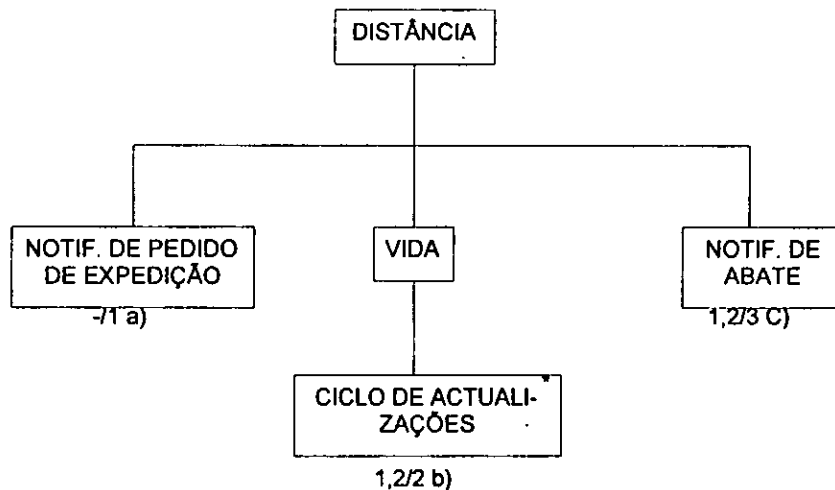 DISTÂNCIA
NOTIF. DE PEDIDO
DE EXPEDIÇÃO
-/1 a)
VIDA
NOTIF. DE
ABATE
1,2/3 C)
CICLO DE ACTUALI-
ZAÇÕES
1,2/2 b)